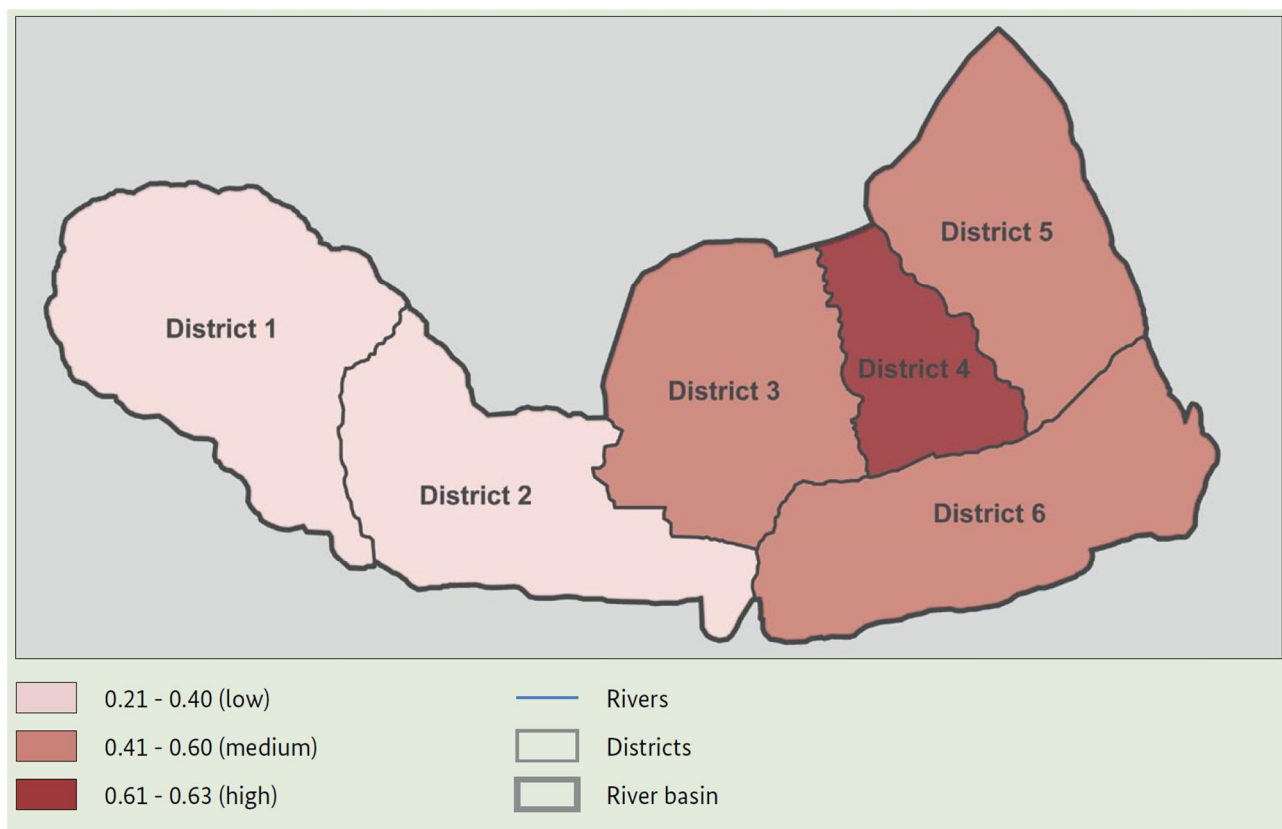 District 5
District 1
District 4
District 3
District 2
District 6
0.21 - 0.40 (low)
0.41 - 0.60 (medium)
0.61 - 0.63 (high)
Rivers
Districts
River basin